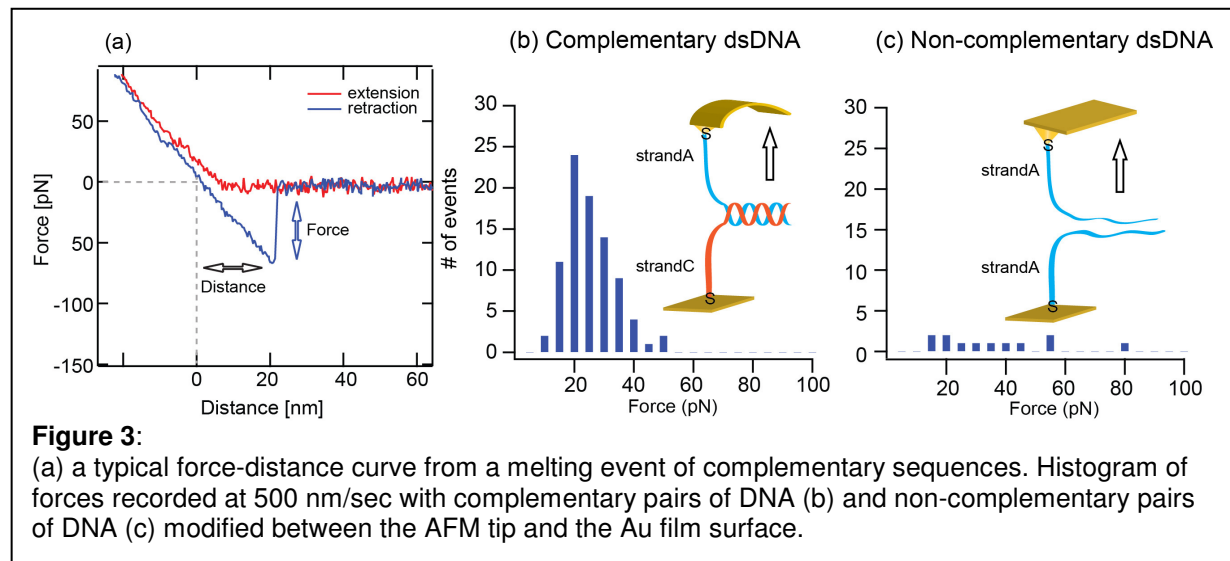 (a)
(b) Complementary dsDNA
(c) Non-complementary dsDNA
extension
retraction
50
0
-50
-100
-150
Force [pN]
Force
Distance
0
20
40
60
Distance [nm]
30
25
20
15
10
5
0
# of events
S
strandA
strandC
S
20
40
60
80
100
Force (pN)
30
25
20
15
10
5
0
S
strandA
strandA
S
20
40
60
80
100
Force (pN)
Figure 3:
(a) a typical force-distance curve from a melting event of complementary sequences. Histogram of
forces recorded at 500 nm/sec with complementary pairs of DNA (b) and non-complementary pairs
of DNA (c) modified between the AFM tip and the Au film surface.